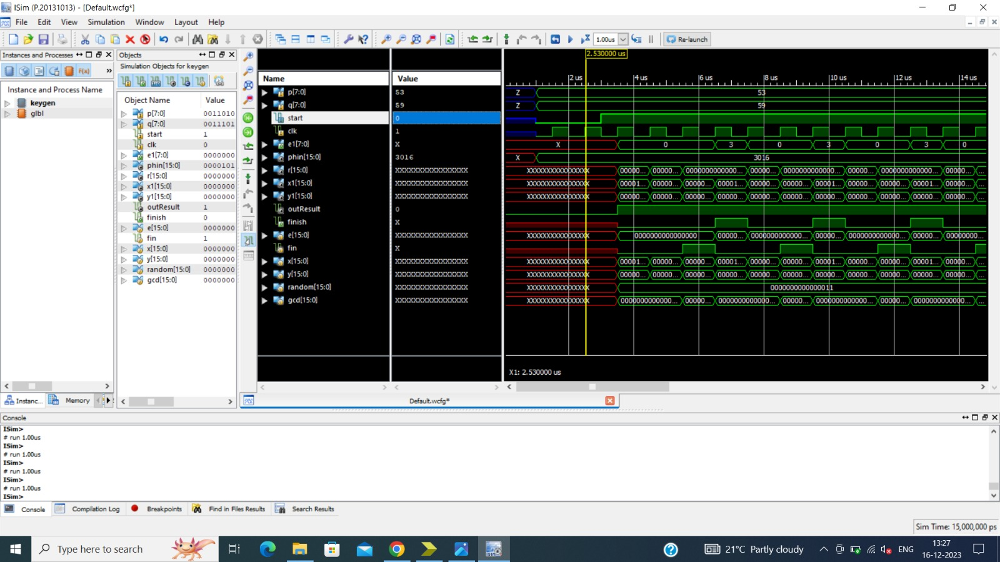 ISim (P.20131013) - [Default.wcfg*]
File Edit View Simulation Window Layout Help
1.00us
Re-launch
Instances and Processes
Objects
Simulation Objects for keygen
Instance and Process Name
keygen
glbl
Object Name Value
p[7:0] 0011010
q[7:0] 0011101
start 1
clk 0
e1[7:0] 0000000
phin[15:0] 0000101
r[15:0] 0000000
x1[15:0] 0000000
y1[15:0] 0000000
outResult 1
finish 0
e[15:0] 0000000
fin 1
x[15:0] 0000000
y[15:0] 0000000
random[15:0] 0000000
gcd[15:0] 0000000
Name Value
p[7:0] 53
q[7:0] 59
start 0
clk 1
e1[7:0] X
phin[15:0] 3016
r[15:0] XXXXXXXXXXXXXXXX
x1[15:0] XXXXXXXXXXXXXXXX
y1[15:0] XXXXXXXXXXXXXXXX
outResult 0
finish X
e[15:0] XXXXXXXXXXXXXXXX
fin X
x[15:0] XXXXXXXXXXXXXXXX
y[15:0] XXXXXXXXXXXXXXXX
random[15:0] XXXXXXXXXXXXXXXX
gcd[15:0] XXXXXXXXXXXXXXXX
2.530000 us
2 us 4 us 6 us 8 us 10 us 12 us 14 us
Z 53
Z 59
X 0 3 0 3 0 3 0
X 3016
XXXXXXXXXXXXXXXX 00000... 00000... 0000000000000... 00000... 0000000000000... 00000... 0000000000000... 00000... ...
XXXXXXXXXXXXXXXX 00001... 00000... 00000... 00001... 00000... 00000... 00001... 00000... 00000... 00001... 00000... ...
XXXXXXXXXXXXXXXX 00000... 00000... 00000... 00000... 00000... 00000... 00000... 00000... 00000... 00000... 00000... ...
XXXXXXXXXXXXXXXX 0000000000000000 00000... 0000000000000... 00000... 0000000000000... 00000... 00000000...
XXXXXXXXXXXXXXXX 00001... 00000... 00000... 00001... 00000... 00000... 00001... 00000... 00000... 00001... 00000... ...
XXXXXXXXXXXXXXXX 00000... 00000... 00000... 00000... 00000... 00000... 00000... 00000... 00000... 00000... 00000... ...
XXXXXXXXXXXXXXXX 0000000000000011
XXXXXXXXXXXXXXXX 0000000000000... 00000... 0000000000000... 00000... 0000000000000... 00000... 0000000000000... ...
X1: 2.530000 us
Instanc... Memory
Default.wcfg*
Console
ISim>
# run 1.00us
ISim>
# run 1.00us
ISim>
# run 1.00us
ISim>
# run 1.00us
ISim>
Console Compilation Log Breakpoints Find in Files Results Search Results
Sim Time: 15,000,000 ps
Type here to search
21°C Partly cloudy
ENG
13:27
16-12-2023